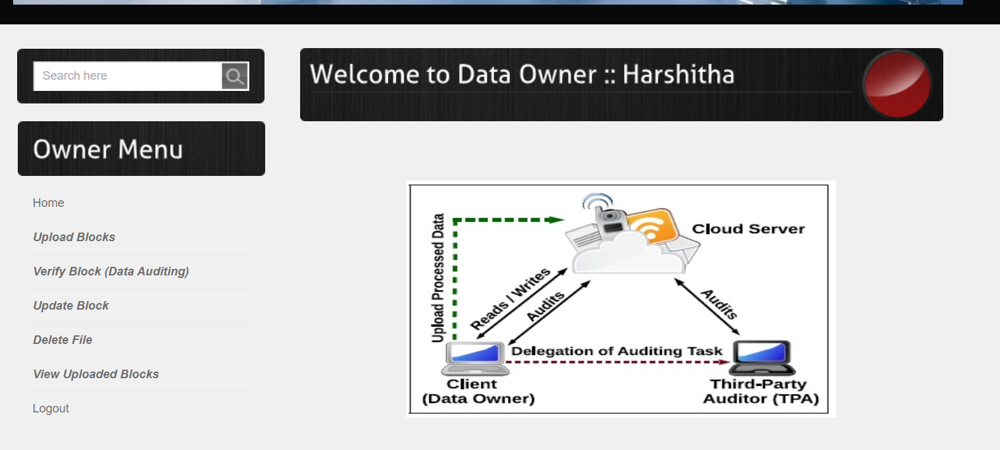 Search here
Welcome to Data Owner :: Harshitha
Owner Menu
Home
Upload Blocks
Verify Block (Data Auditing)
Update Block
Delete File
View Uploaded Blocks
Logout
Upload Processed Data
Cloud Server
Reads / Writes
Audits
Audits
Delegation of Auditing Task
Client
(Data Owner)
Third-Party
Auditor (TPA)